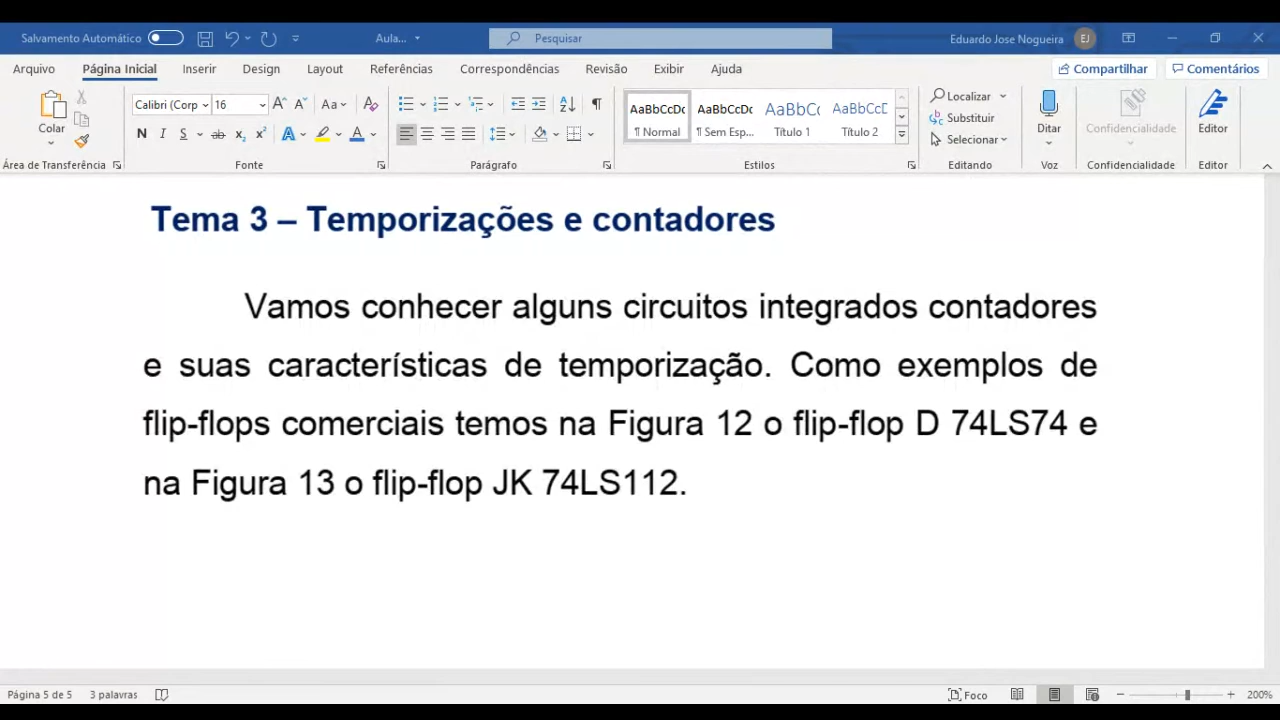 Salvamento Automático
Aula...
Pesquisar
Eduardo Jose Nogueira
EJ
Arquivo
Página Inicial
Inserir
Design
Layout
Referências
Correspondências
Revisão
Exibir
Ajuda
Compartilhar
Comentários
Colar
Calibri (Corp
16
Aa
N I S ab x₂ x² A A
AaBbCcDc AaBbCcDc AaBbC( AaBbCcD
¶ Normal ¶ Sem Esp... Título 1 Título 2
Localizar
Substituir
Selecionar
Ditar
Confidencialidade
Editor
Área de Transferência
Fonte
Parágrafo
Estilos
Editando
Voz
Confidencialidade
Editor
Tema 3 – Temporizações e contadores
Vamos conhecer alguns circuitos integrados contadores
e suas características de temporização. Como exemplos de
flip-flops comerciais temos na Figura 12 o flip-flop D 74LS74 e
na Figura 13 o flip-flop JK 74LS112.
Página 5 de 5
3 palavras
Foco
200%